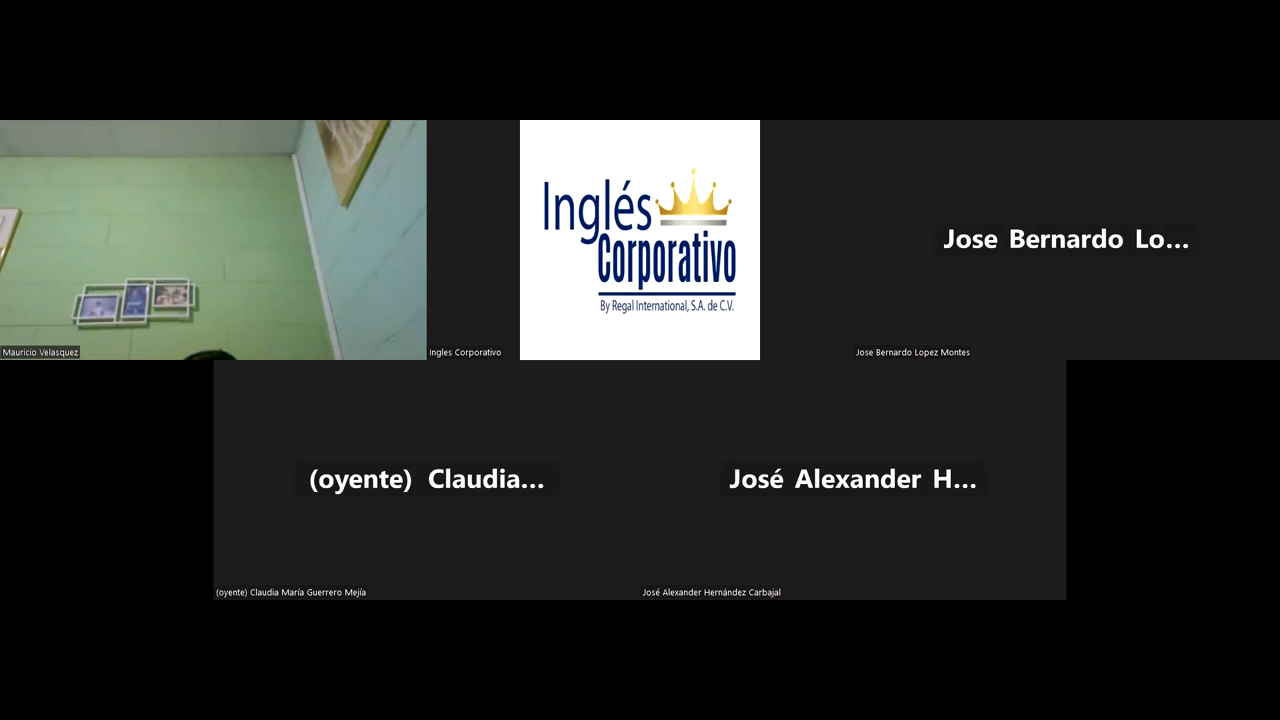 Inglés
Corporativo
By Regal International, S.A. de C.V.
Jose Bernardo Lo...
Mauricio Velasquez
Ingles Corporativo
Jose Bernardo Lopez Montes
(oyente) Claudia...
José Alexander H...
(oyente) Claudia María Guerrero Mejía
José Alexander Hernández Carbajal